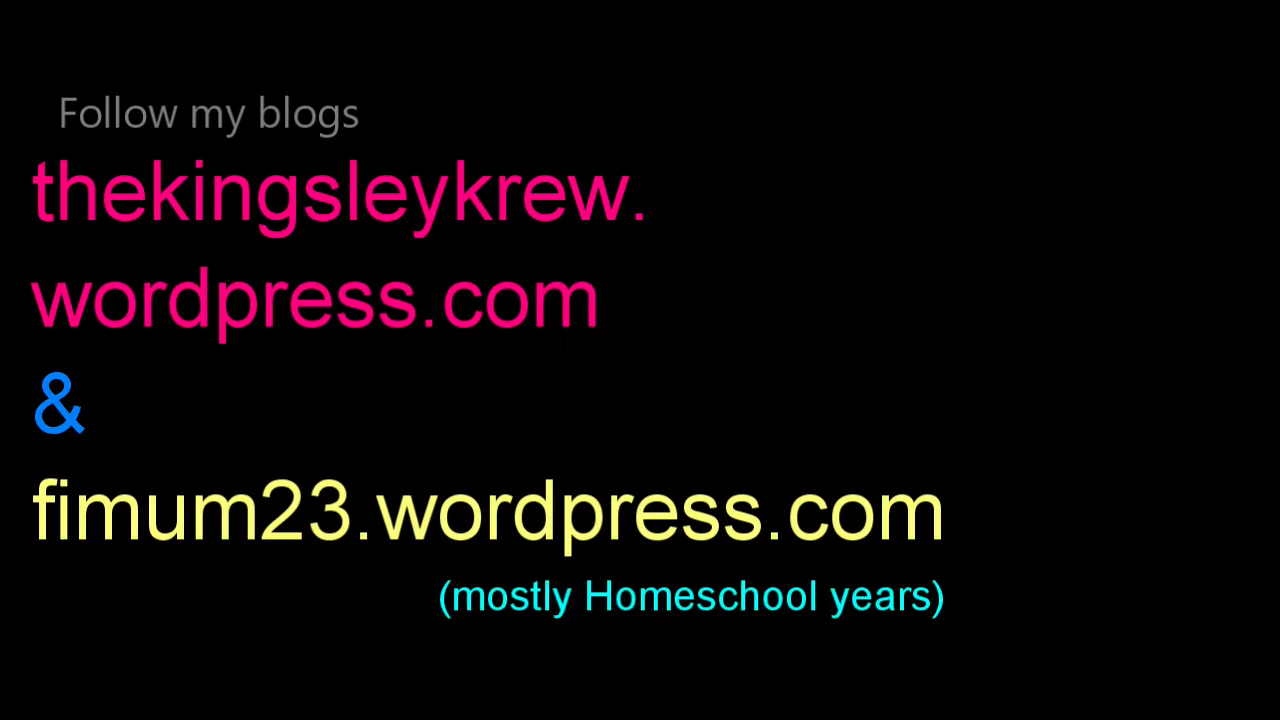 Follow my blogs
thekingsleykrew.
wordpress.com
&
fimum23.wordpress.com
(mostly Homeschool years)